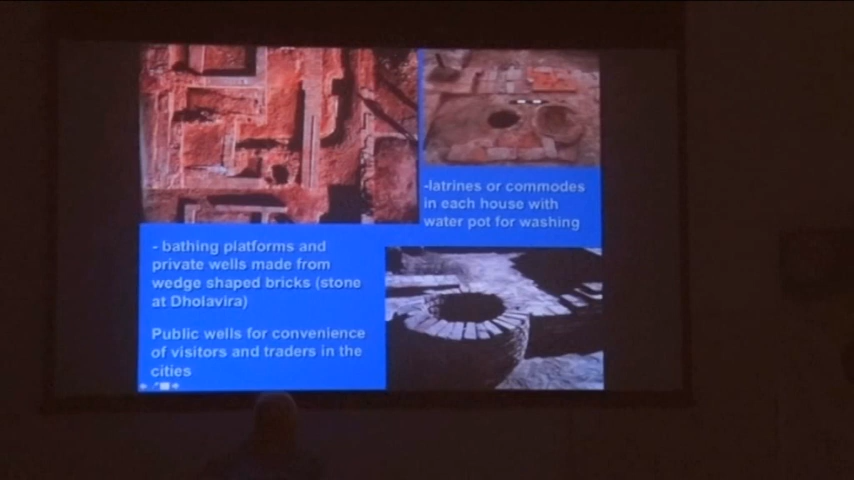 -latrines or commodes
in each house with
water pot for washing
- bathing platforms and
private wells made from
wedge shaped bricks (stone
at Dholavira)
Public wells for convenience
of visitors and traders in the
cities